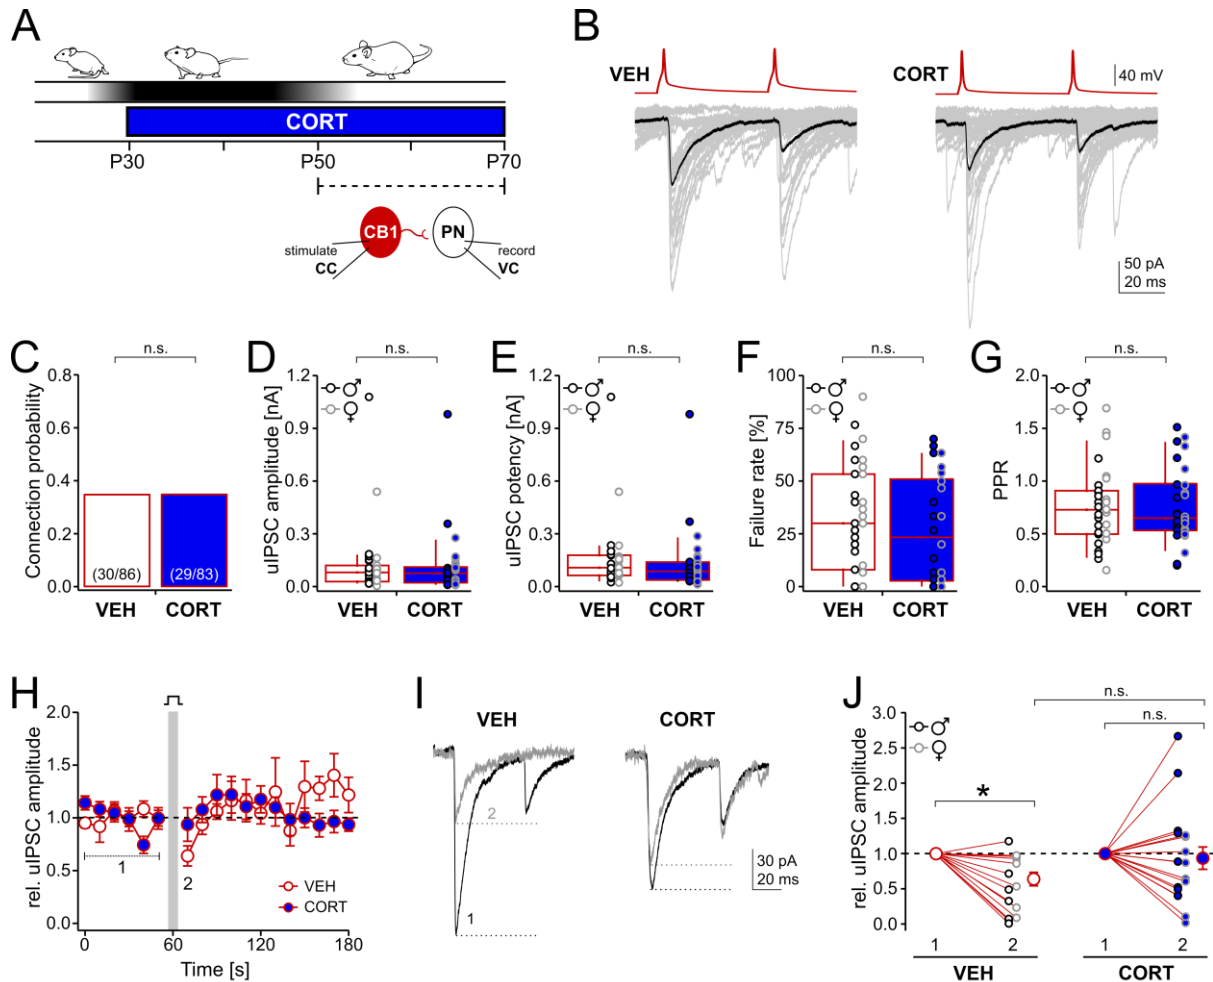 A
CORT
P30
P50
P70
CB1
PN
stimulate
CC
record
VC
B
VEH
CORT
40 mV
50 pA
20 ms
C
n.s.
Connection probability
0.8
0.6
0.4
0.2
0
(30/86)
(29/83)
VEH
CORT
D
n.s.
uIPSC amplitude [nA]
1.2
0.9
0.6
0.3
0.0
♂
♀
VEH
CORT
E
n.s.
uIPSC potency [nA]
1.2
0.9
0.6
0.3
0.0
♂
♀
VEH
CORT
F
n.s.
Failure rate [%]
100
75
50
25
0
♂
♀
VEH
CORT
G
n.s.
PPR
2.0
1.5
1.0
0.5
0
♂
♀
VEH
CORT
H
rel. uIPSC amplitude
2.0
1.5
1.0
0.5
0.0
1
2
VEH
CORT
0
60
120
180
Time [s]
I
VEH
CORT
2
1
30 pA
20 ms
J
n.s.
n.s.
*
rel. uIPSC amplitude
3.0
2.5
2.0
1.5
1.0
0.5
0.0
♂
♀
1
2
1
2
VEH
CORT